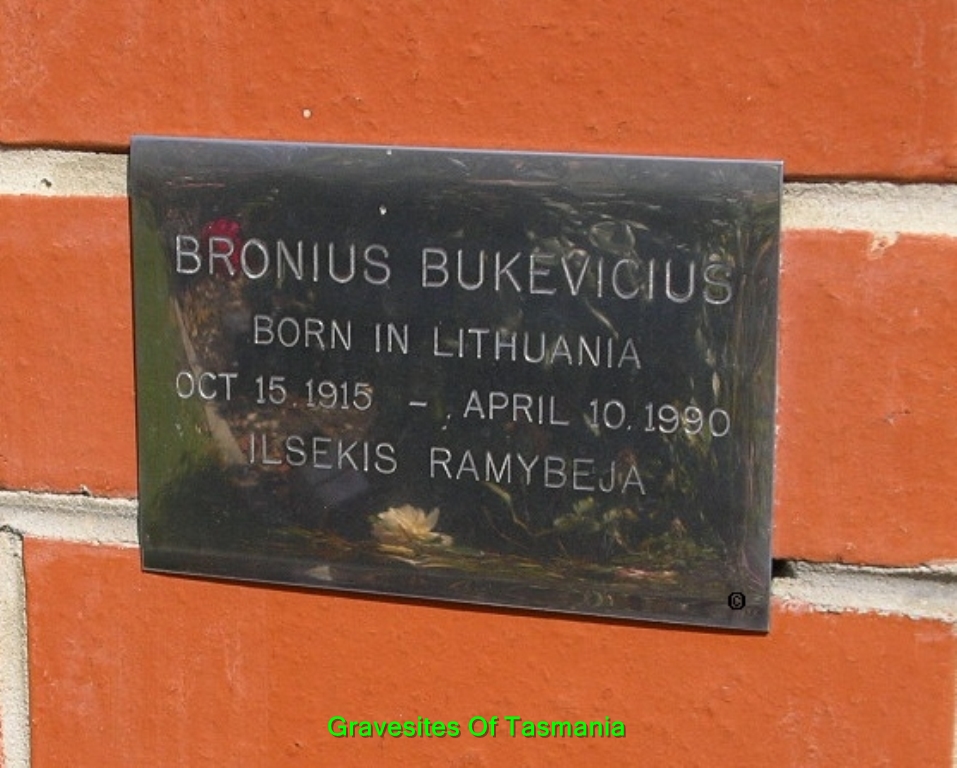 BRONIUS BUKEVICIUS
BORN IN LITHUANIA
OCT 15.1915 – APRIL 10.1990
ILSEKIS RAMYBEJA
©
Gravesites Of Tasmania